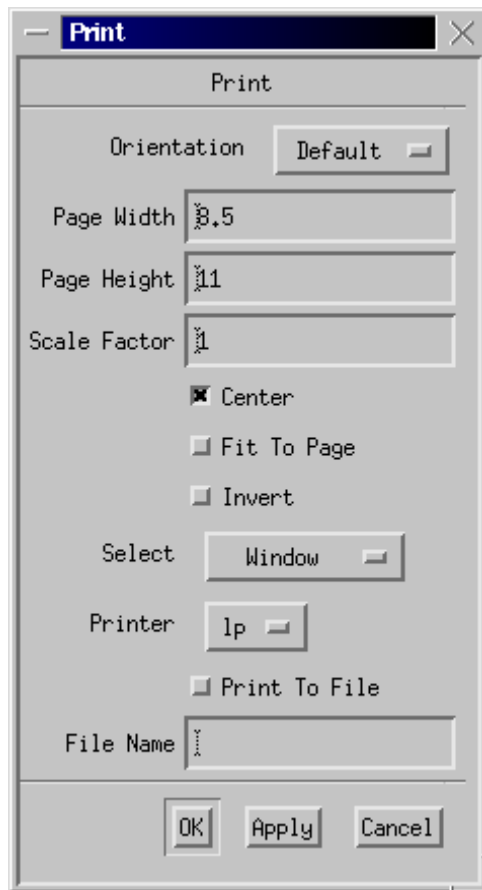 Print
Print
Orientation Default
Page Width 8.5
Page Height 11
Scale Factor 1
Center
Fit To Page
Invert
Select Window
Printer lp
Print To File
File Name
OK Apply Cancel